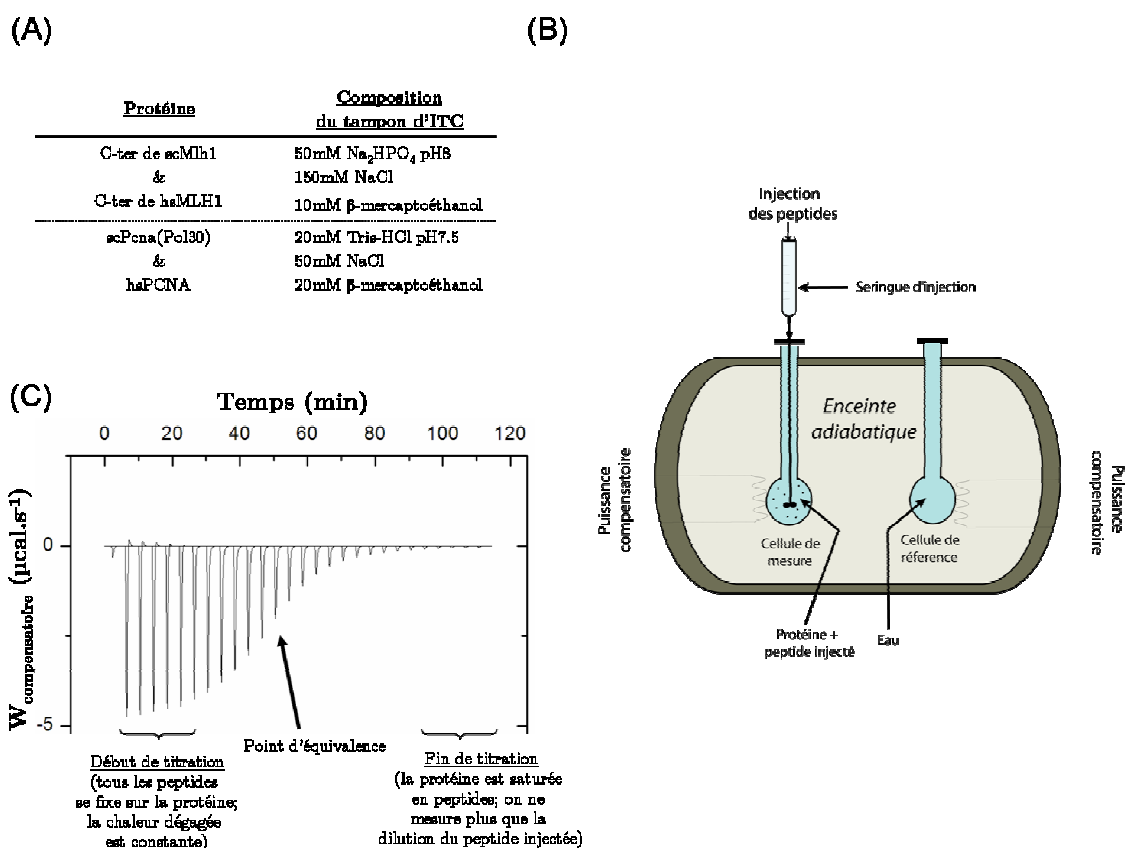 (A)
Protéine
Composition
du tampon d'ITC
C-ter de scMlh1
&
C-ter de hsMLH1
50mM Na₂HPO₄ pH8
150mM NaCl
10mM β-mercaptoéthanol
scPcna(Pol30)
&
hsPCNA
20mM Tris-HCl pH7.5
50mM NaCl
20mM β-mercaptoéthanol
(B)
Injection
des peptides
Seringue d'injection
Enceinte
adiabatique
Puissance
compensatoire
Puissance
compensatoire
Cellule de
mesure
Cellule de
réference
Protéine +
peptide injecté
Eau
(C)
Temps (min)
0 20 40 60 80 100 120
W compensatoire (µcal.s⁻¹)
0
-5
Point d'équivalence
Début de titration
(tous les peptides
se fixe sur la protéine;
la chaleur dégagée
est constante)
Fin de titration
(la protéine est saturée
en peptides; on ne
mesure plus que la
dilution du peptide injectée)